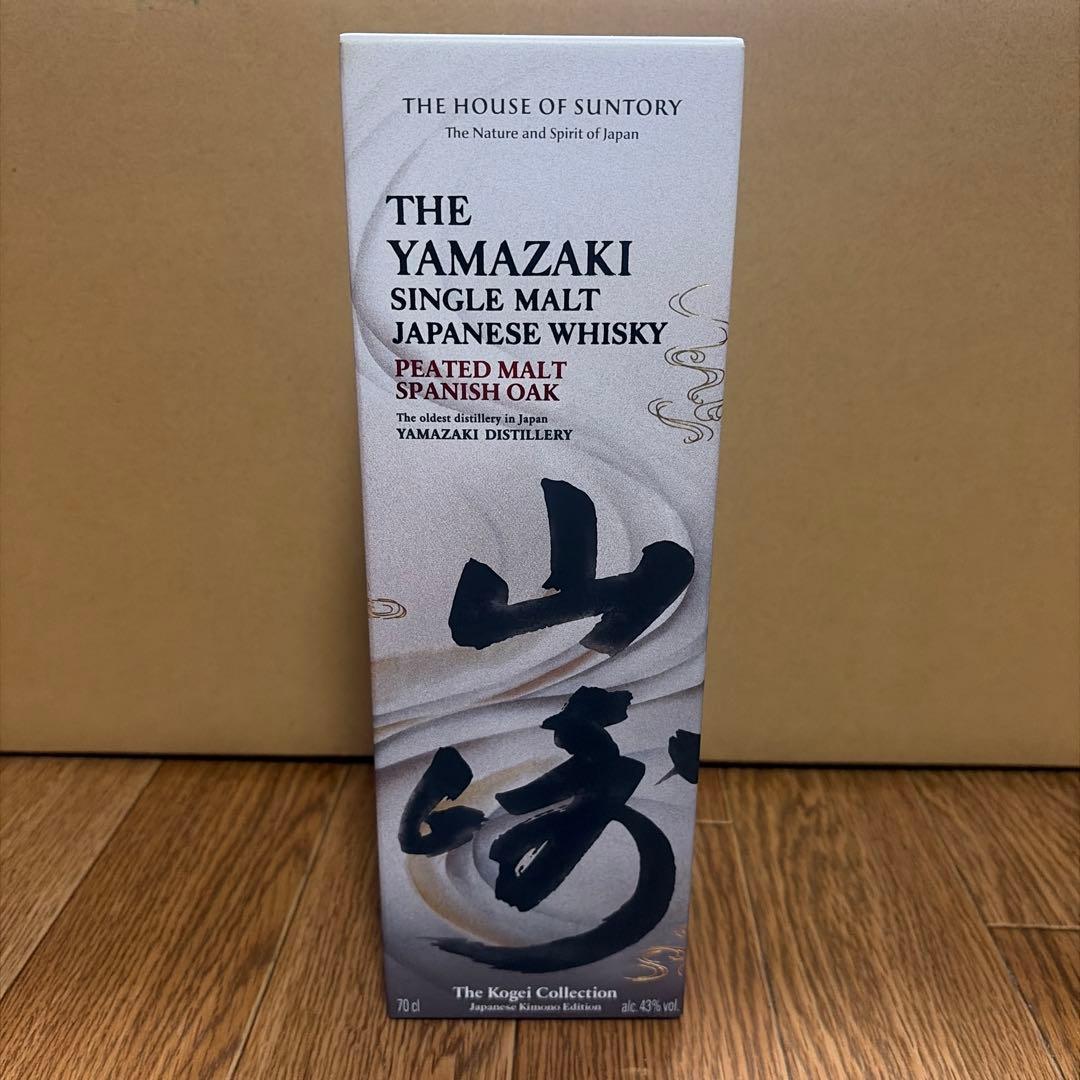 THE HOUSE OF SUNTORY
The Nature and Spirit of Japan
THE
YAMAZAKI
SINGLE MALT
JAPANESE WHISKY
PEATED MALT
SPANISH OAK
The oldest distillery in Japan
YAMAZAKI DISTILLERY
山
崎
The Kogei Collection
Japanese Kimono Edition
70 cl
alc. 43% vol.